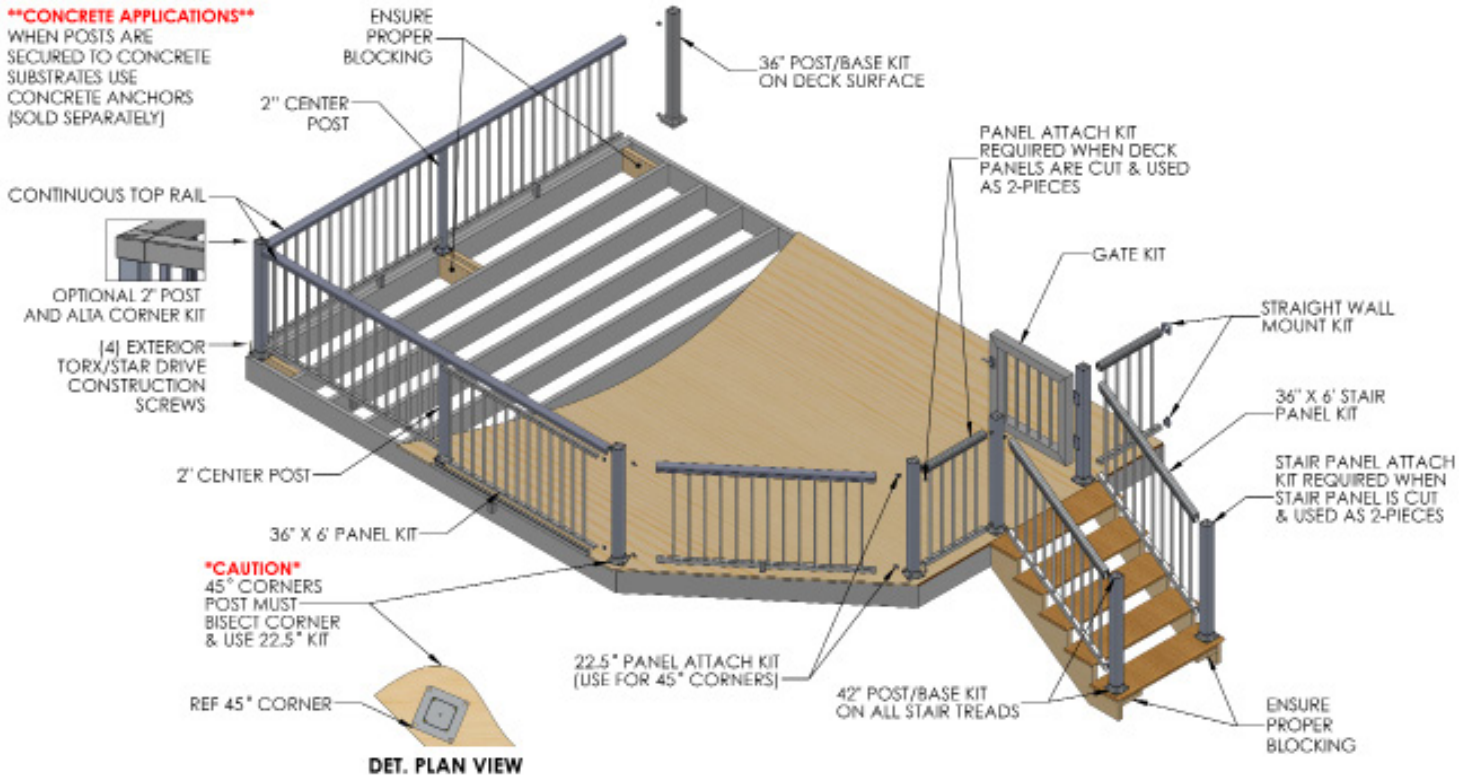 **CONCRETE APPLICATIONS**
WHEN POSTS ARE
SECURED TO CONCRETE
SUBSTRATES USE
CONCRETE ANCHORS
(SOLD SEPARATELY)
ENSURE
PROPER
BLOCKING
36" POST/BASE KIT
ON DECK SURFACE
2" CENTER
POST
PANEL ATTACH KIT
REQUIRED WHEN DECK
PANELS ARE CUT & USED
AS 2-PIECES
CONTINUOUS TOP RAIL
GATE KIT
OPTIONAL 2" POST
AND ALTA CORNER KIT
STRAIGHT WALL
MOUNT KIT
(4) EXTERIOR
TORX/STAR DRIVE
CONSTRUCTION
SCREWS
36" X 6' STAIR
PANEL KIT
2" CENTER POST
STAIR PANEL ATTACH
KIT REQUIRED WHEN
STAIR PANEL IS CUT
& USED AS 2-PIECES
36" X 6' PANEL KIT
*CAUTION*
45° CORNERS
POST MUST
BISECT CORNER
& USE 22.5° KIT
22.5° PANEL ATTACH KIT
(USE FOR 45° CORNERS)
42" POST/BASE KIT
ON ALL STAIR TREADS
REF 45° CORNER
ENSURE
PROPER
BLOCKING
DET. PLAN VIEW